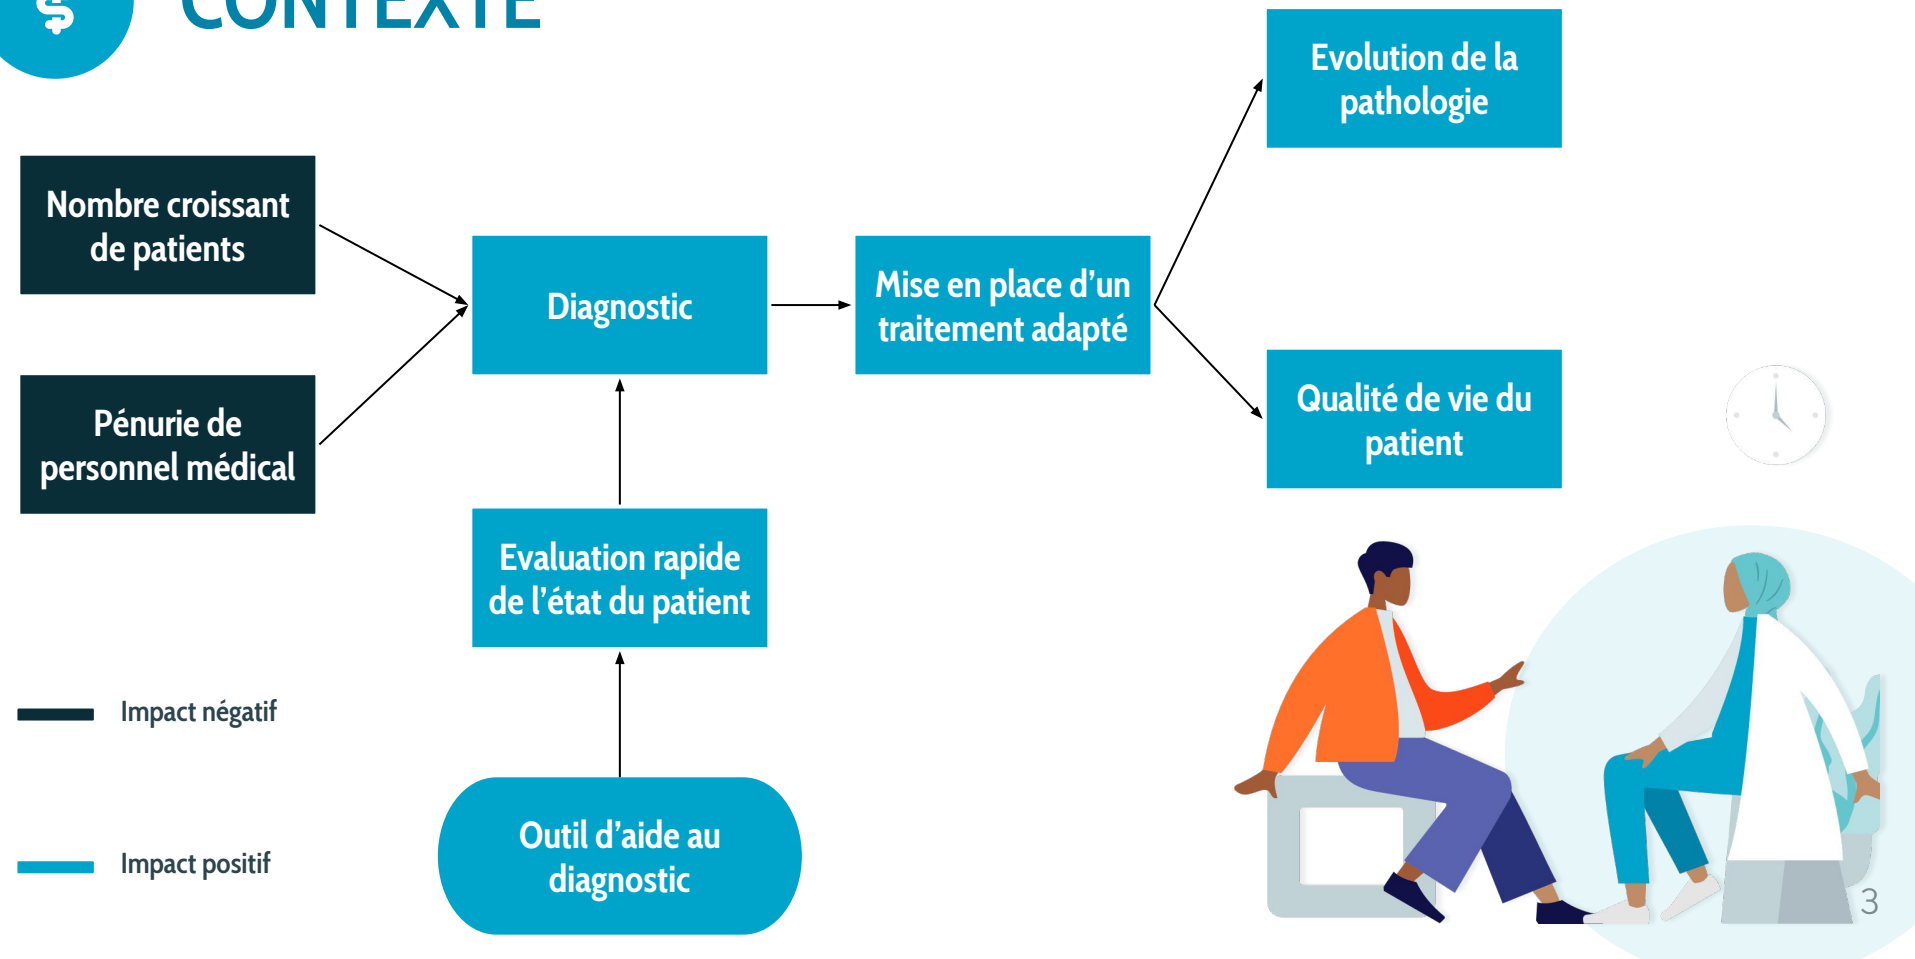 CONTEXTE
Evolution de la
pathologie
Nombre croissant
de patients
Diagnostic
Mise en place d’un
traitement adapté
Pénurie de
personnel médical
Qualité de vie du
patient
Evaluation rapide
de l’état du patient
Impact négatif
Outil d’aide au
diagnostic
Impact positif
3